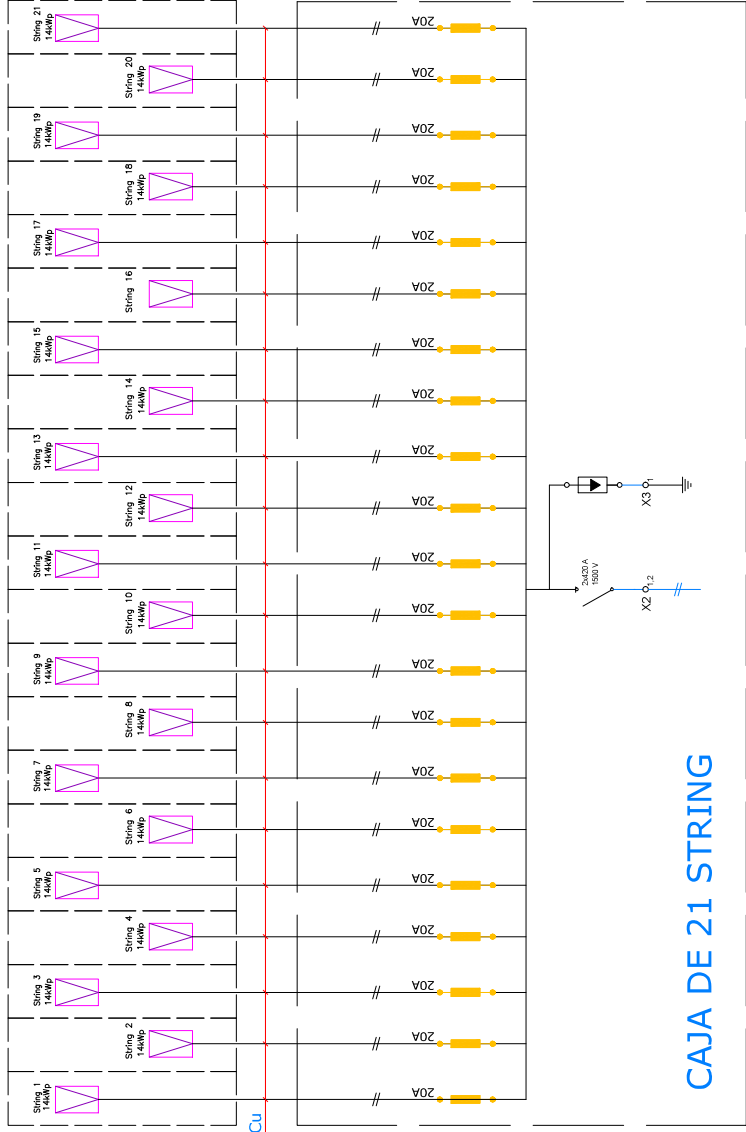 String 21
14kWp
20A
String 20
14kWp
20A
String 19
14kWp
20A
String 18
14kWp
20A
String 17
14kWp
20A
String 16
20A
String 15
14kWp
20A
String 14
14kWp
20A
String 13
14kWp
20A
String 12
14kWp
20A
String 11
14kWp
20A
String 10
14kWp
20A
String 9
14kWp
20A
String 8
14kWp
20A
String 7
14kWp
20A
String 6
14kWp
20A
String 5
14kWp
20A
String 4
14kWp
20A
String 3
14kWp
20A
String 2
14kWp
20A
String 1
14kWp
20A
Cu
X3
1
2x420 A
1500 V
X2
1,2
CAJA DE 21 STRING